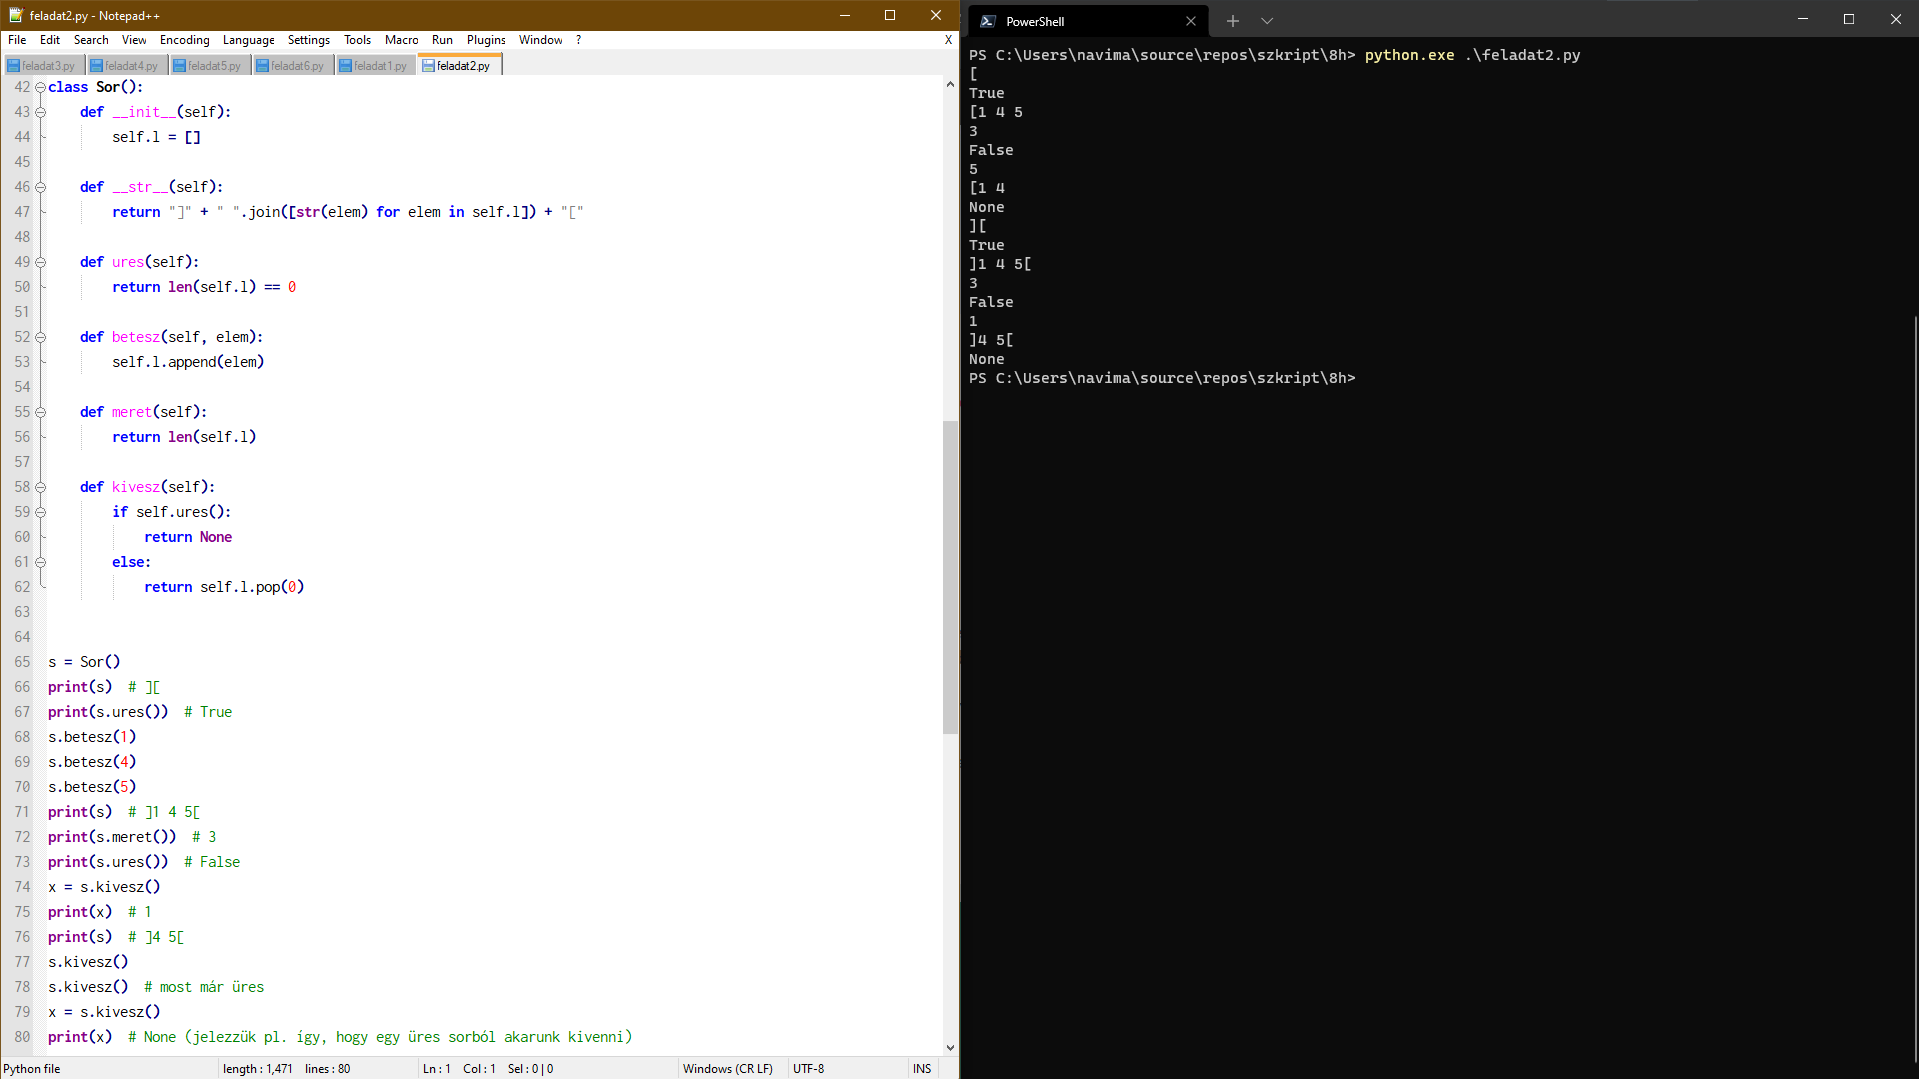 feladat2.py - Notepad++
File Edit Search View Encoding Language Settings Tools Macro Run Plugins Window ? X
feladat3.py feladat4.py feladat5.py feladat6.py feladat1.py feladat2.py
42 class Sor():
43 def __init__(self):
44 self.l = []
45
46 def __str__(self):
47 return "]" + " ".join([str(elem) for elem in self.l]) + "["
48
49 def ures(self):
50 return len(self.l) == 0
51
52 def betesz(self, elem):
53 self.l.append(elem)
54
55 def meret(self):
56 return len(self.l)
57
58 def kivesz(self):
59 if self.ures():
60 return None
61 else:
62 return self.l.pop(0)
63
64
65 s = Sor()
66 print(s)  # ][
67 print(s.ures())  # True
68 s.betesz(1)
69 s.betesz(4)
70 s.betesz(5)
71 print(s)  # ]1 4 5[
72 print(s.meret())  # 3
73 print(s.ures())  # False
74 x = s.kivesz()
75 print(x)  # 1
76 print(s)  # ]4 5[
77 s.kivesz()
78 s.kivesz()  # most már üres
79 x = s.kivesz()
80 print(x)  # None (jelezzük pl. így, hogy egy üres sorból akarunk kivenni)
Python file length : 1,471 lines : 80 Ln : 1 Col : 1 Sel : 0 | 0 Windows (CR LF) UTF-8 INS
PowerShell
PS C:\Users\navima\source\repos\szkript\8h> python.exe .\feladat2.py
[
True
[1 4 5
3
False
5
[1 4
None
][
True
]1 4 5[
3
False
1
]4 5[
None
PS C:\Users\navima\source\repos\szkript\8h>